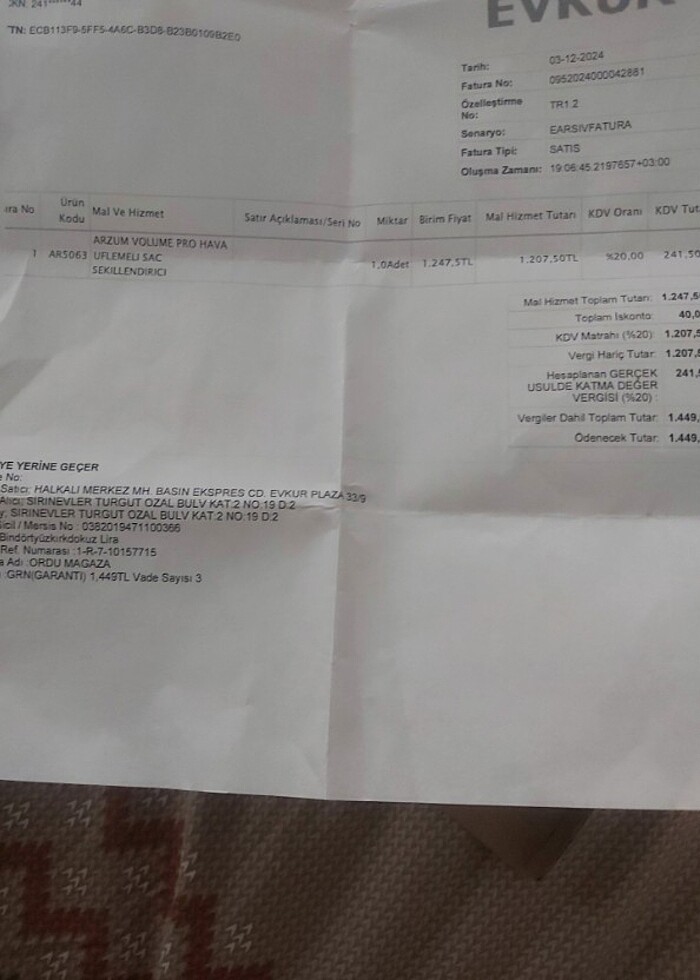 EVKUR
TN: ECB113F9-5FF5-4A6C-B3D8-B23B0109B2E0
Tarih: 03-12-2024
Fatura No: 0952024000042881
Özelleştirme No: TR1.2
Senaryo: EARSIVFATURA
Fatura Tipi: SATIS
Oluşma Zamanı: 19:06:45.2197657+03:00
ıra No Ürün Kodu Mal Ve Hizmet Satır Açıklaması/Seri No Miktar Birim Fiyat Mal Hizmet Tutarı KDV Oranı KDV Tut
1 AR5063 ARZUM VOLUME PRO HAVA UFLEMELI SAC SEKILLENDIRICI 1,0Adet 1.247,5TL 1.207,50TL %20,00 241,50
Mal Hizmet Toplam Tutarı: 1.247,5
Toplam İskonto: 40,0
KDV Matrahı (%20): 1.207,5
Vergi Hariç Tutar: 1.207,5
Hesaplanan GERÇEK USULDE KATMA DEĞER VERGİSİ (%20) : 241,5
Vergiler Dahil Toplam Tutar: 1.449,
Ödenecek Tutar: 1.449,
YE YERİNE GEÇER
e No:
Satıcı: HALKALI MERKEZ MH. BASIN EKSPRES CD. EVKUR PLAZA 33/9
Alıcı: SIRINEVLER TURGUT OZAL BULV KAT:2 NO:19 D:2
y: SIRINEVLER TURGUT OZAL BULV KAT:2 NO:19 D:2
icil / Mersis No : 0382019471100366
Bindörtyüzkırkdokuz Lira
Ref. Numarası :1-R-7-10157715
a Adı :ORDU MAGAZA
:GRN(GARANTI) 1.449TL Vade Sayısı 3